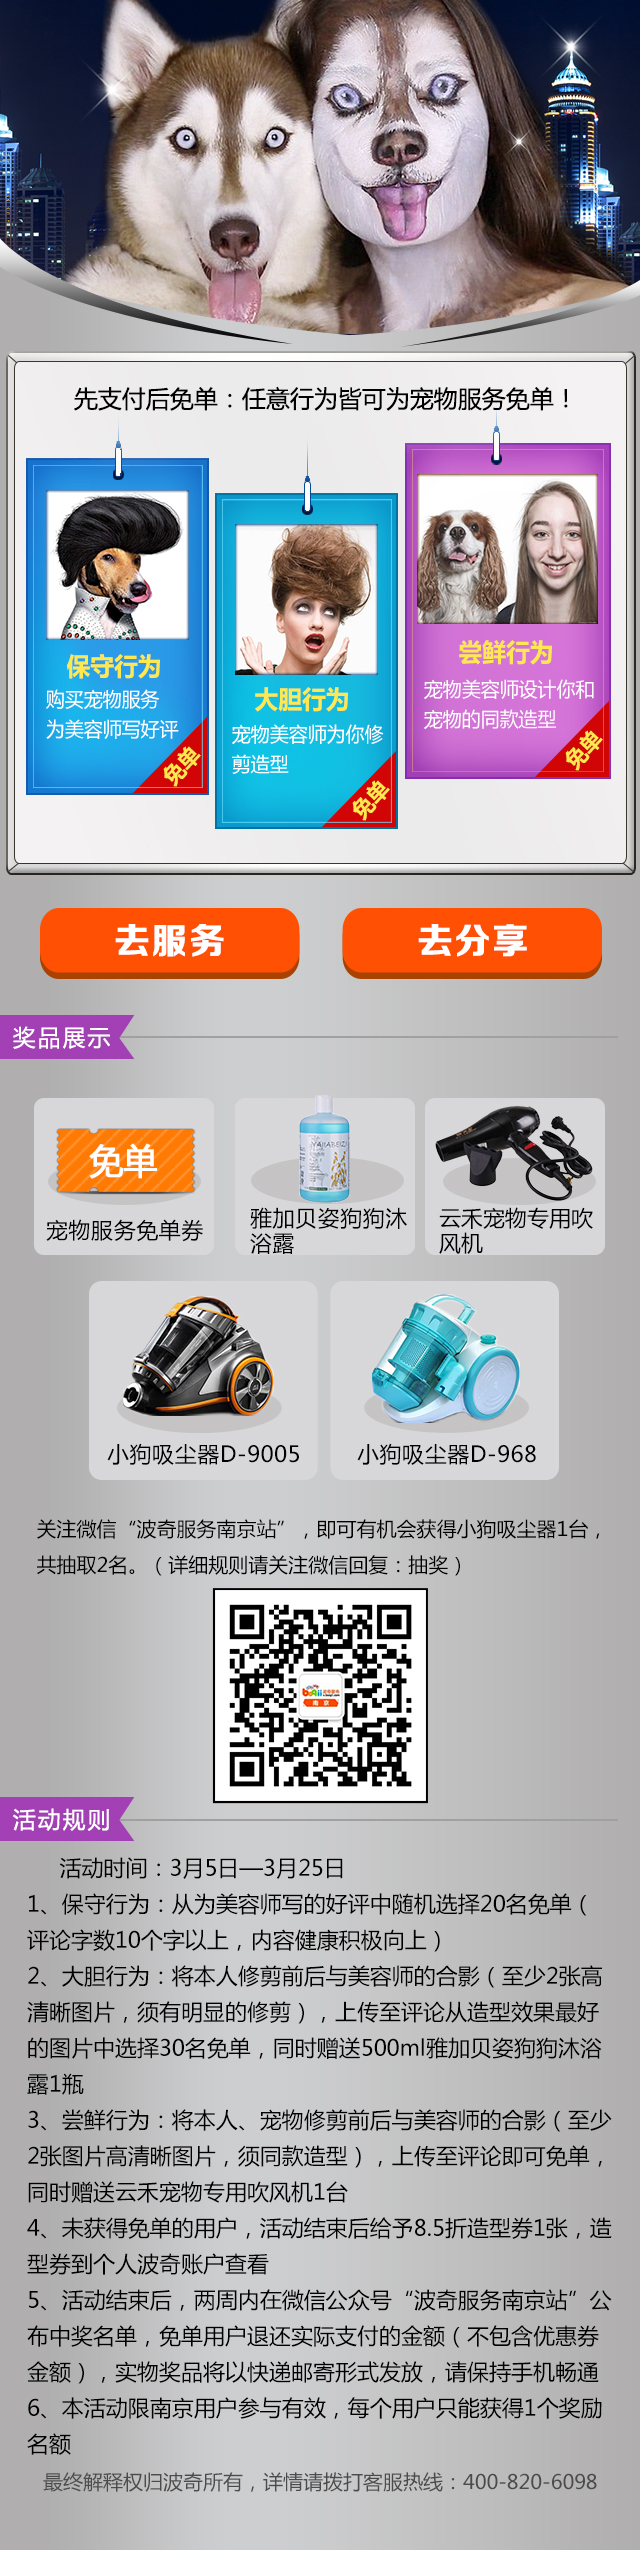 先支付后免单：任意行为皆可为宠物服务免单！
保守行为
购买宠物服务
为美容师写好评
免单
大胆行为
宠物美容师为你修
剪造型
免单
尝鲜行为
宠物美容师设计你和
宠物的同款造型
免单
去服务
去分享
奖品展示
免单
宠物服务免单券
雅加贝姿狗狗沐
浴露
云禾宠物专用吹
风机
小狗吸尘器D-9005
小狗吸尘器D-968
关注微信“波奇服务南京站”，即可有机会获得小狗吸尘器1台，
共抽取2名。（详细规则请关注微信回复：抽奖）
南京
活动规则
活动时间：3月5日—3月25日
1、保守行为：从为美容师写的好评中随机选择20名免单（
评论字数10个字以上，内容健康积极向上）
2、大胆行为：将本人修剪前后与美容师的合影（至少2张高
清晰图片，须有明显的修剪），上传至评论从造型效果最好
的图片中选择30名免单，同时赠送500ml雅加贝姿狗狗沐浴
露1瓶
3、尝鲜行为：将本人、宠物修剪前后与美容师的合影（至少
2张图片高清晰图片，须同款造型），上传至评论即可免单，
同时赠送云禾宠物专用吹风机1台
4、未获得免单的用户，活动结束后给予8.5折造型券1张，造
型券到个人波奇账户查看
5、活动结束后，两周内在微信公众号“波奇服务南京站”公
布中奖名单，免单用户退还实际支付的金额（不包含优惠券
金额），实物奖品将以快递邮寄形式发放，请保持手机畅通
6、本活动限南京用户参与有效，每个用户只能获得1个奖励
名额
最终解释权归波奇所有，详情请拨打客服热线：400-820-6098